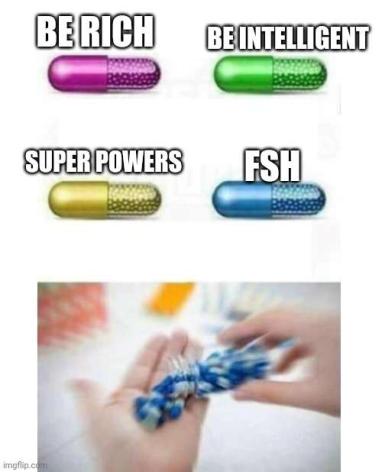 BE RICH
BE INTELLIGENT
SUPER POWERS
FSH
imgflip.com